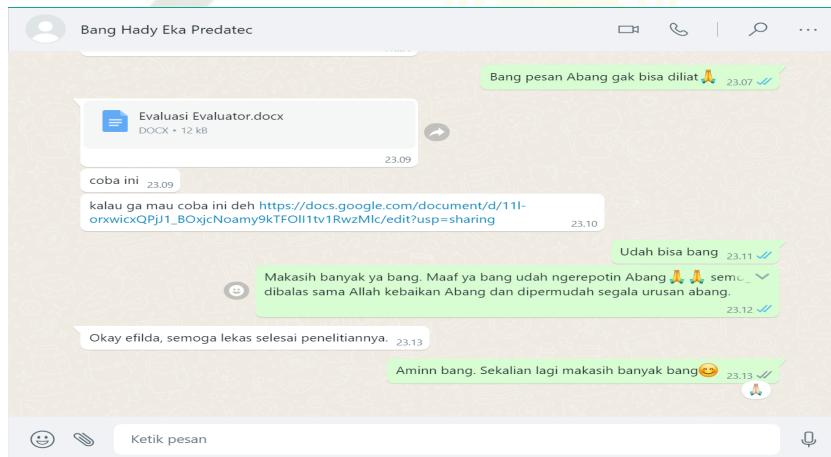 Bang Hady Eka Predatec
Bang pesan Abang gak bisa diliat🙏 23.07
Evaluasi Evaluator.docx
DOCX • 12 kB
23.09
coba ini 23.09
kalau ga mau coba ini deh https://docs.google.com/document/d/11l-
orxwicxQPjJ1_BOxjcNoamy9kTFOlI1tv1RwzMlc/edit?usp=sharing 23.10
Udah bisa bang 23.11
Makasih banyak ya bang. Maaf ya bang udah ngerepotin Abang🙏🙏
dibalas sama Allah kebaikan Abang dan dipermudah segala urusan abang.
23.12
Okay efilda, semoga lekas selesai penelitiannya. 23.13
Aminn bang. Sekalian lagi makasih banyak bang😊 23.13
🙏
Ketik pesan